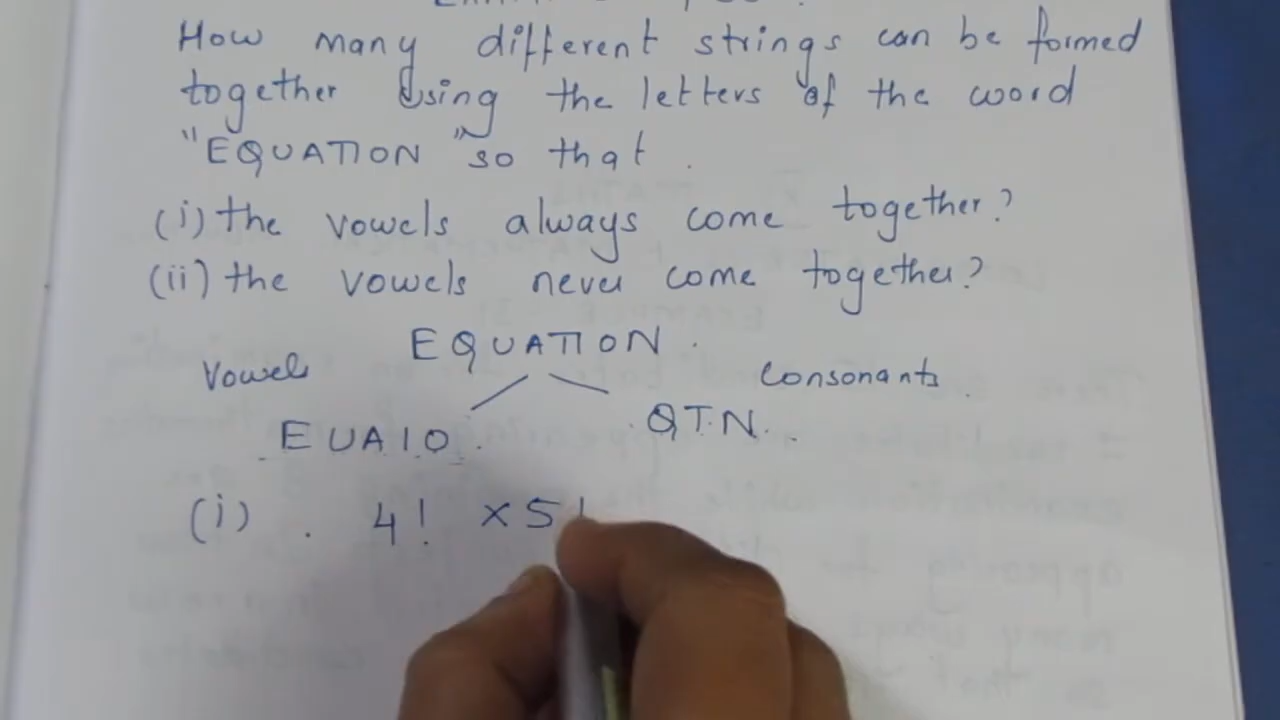 How many different strings can be formed
together using the letters of the word
"EQUATION" so that .
(i) the vowels always come together?
(ii) the vowels never come together?
EQUATION .
Vowels Consonants .
EUAIO . QT.N. .
(i) . 4! × 5!